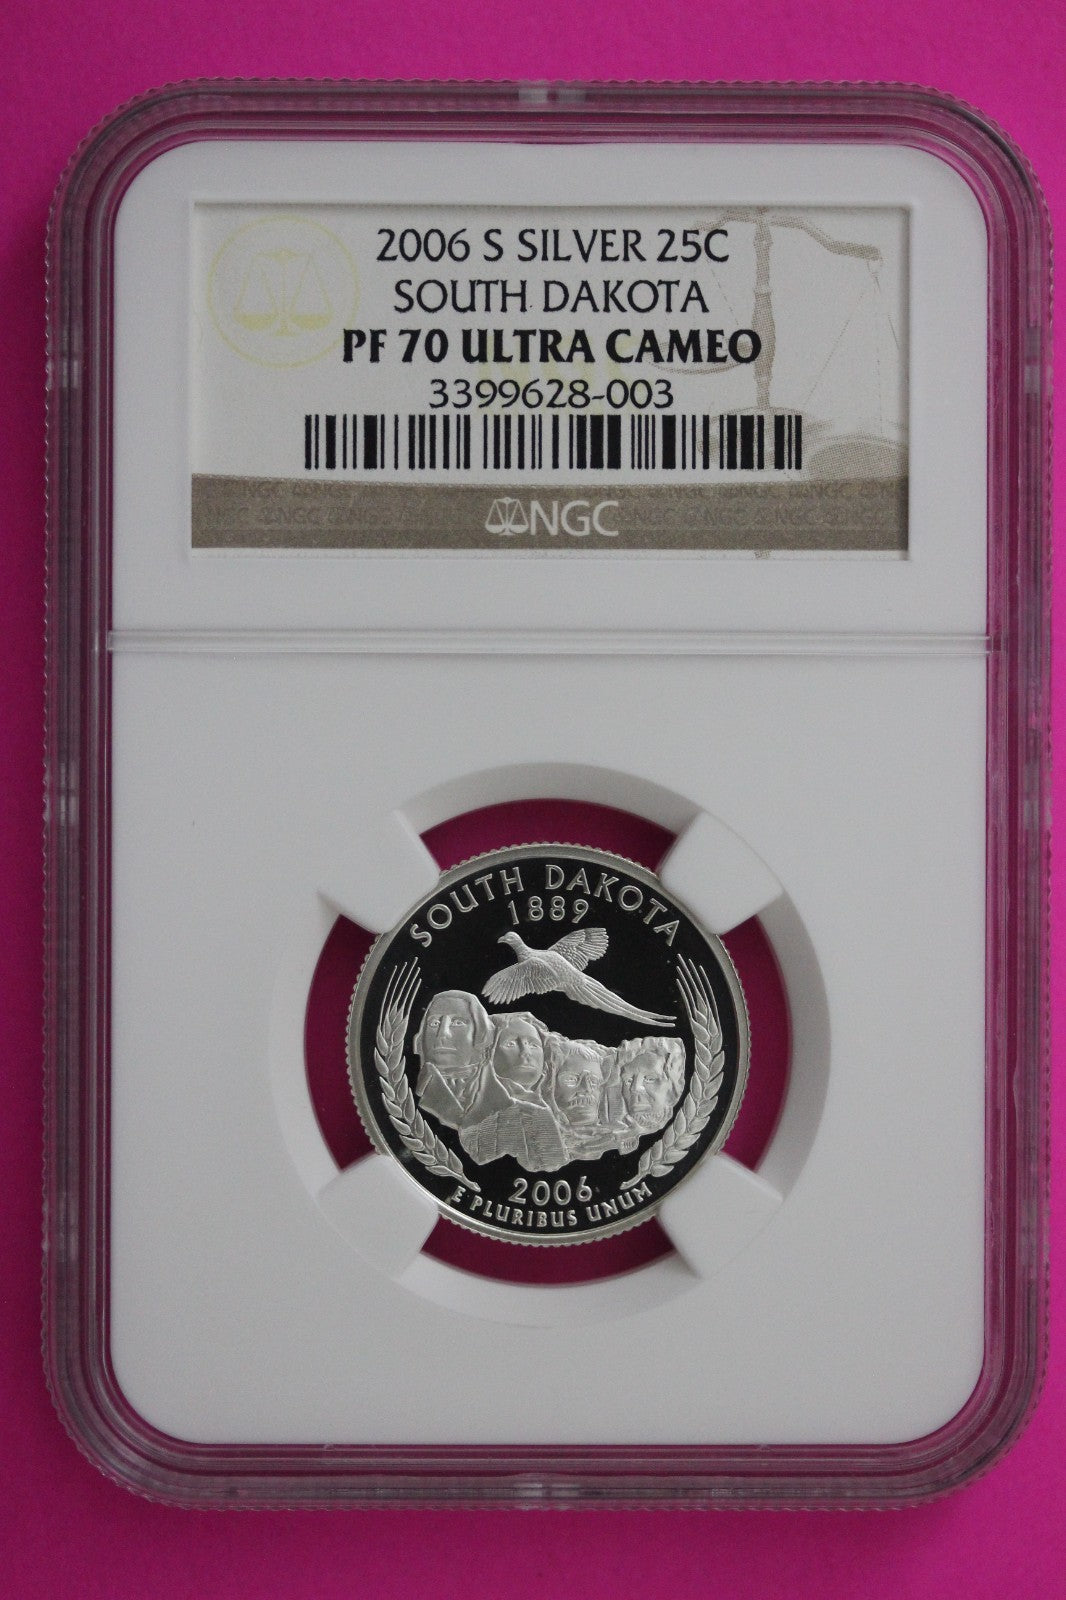 2006 S SILVER 25C
SOUTH DAKOTA
PF 70 ULTRA CAMEO
3399628-003
NGC
SOUTH DAKOTA
1889
2006
E PLURIBUS UNUM